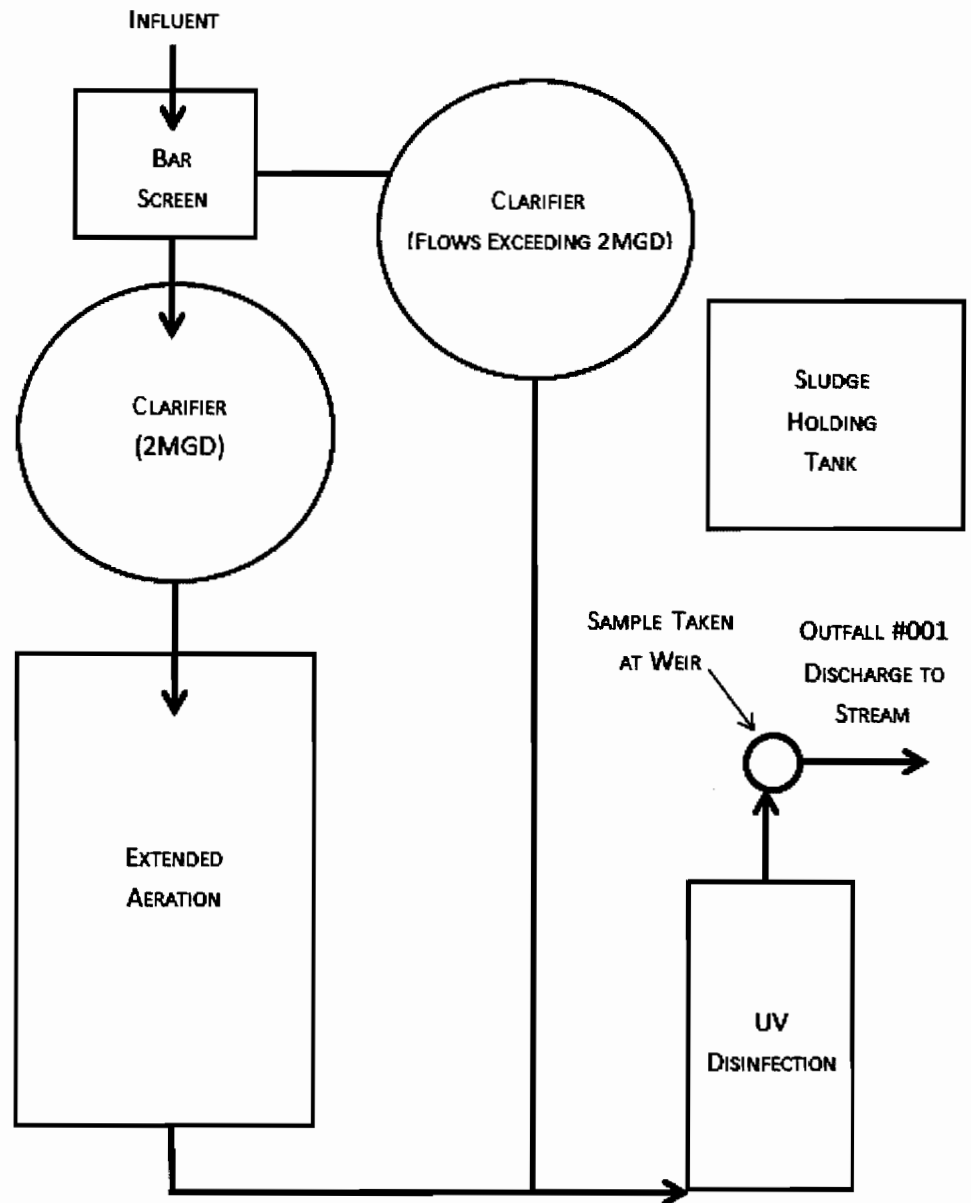 INFLUENT
BAR
SCREEN
CLARIFIER
(FLOWS EXCEEDING 2MGD)
CLARIFIER
(2MGD)
SLUDGE
HOLDING
TANK
SAMPLE TAKEN
AT WEIR
OUTFALL #001
DISCHARGE TO
STREAM
EXTENDED
AERATION
UV
DISINFECTION